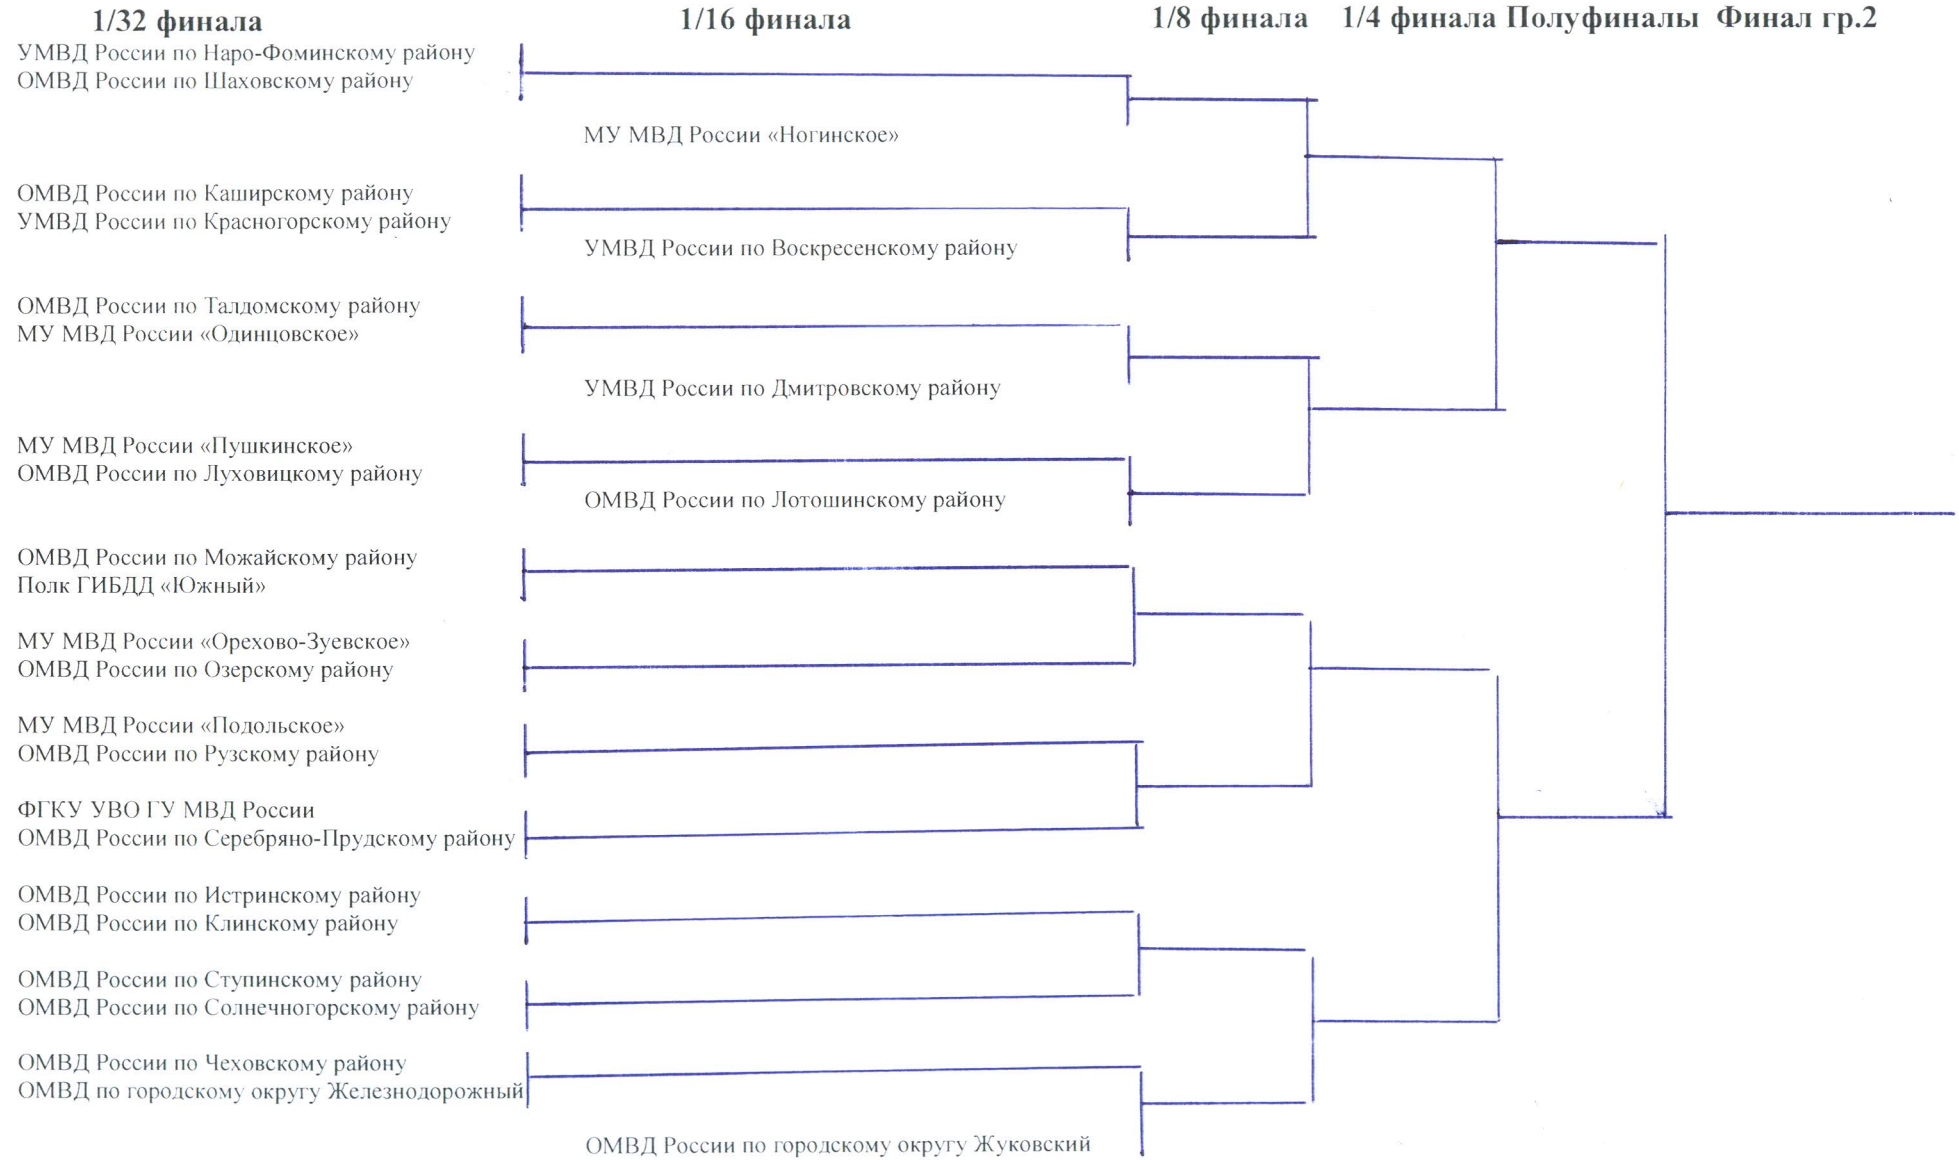 1/32 финала 1/16 финала 1/8 финала 1/4 финала Полуфиналы Финал гр.2
УМВД России по Наро-Фоминскому району
ОМВД России по Шаховскому району
МУ МВД России «Ногинское»
ОМВД России по Каширскому району
УМВД России по Красногорскому району
УМВД России по Воскресенскому району
ОМВД России по Талдомскому району
МУ МВД России «Одинцовское»
УМВД России по Дмитровскому району
МУ МВД России «Пушкинское»
ОМВД России по Луховицкому району
ОМВД России по Лотошинскому району
ОМВД России по Можайскому району
Полк ГИБДД «Южный»
МУ МВД России «Орехово-Зуевское»
ОМВД России по Озерскому району
МУ МВД России «Подольское»
ОМВД России по Рузскому району
ФГКУ УВО ГУ МВД России
ОМВД России по Серебряно-Прудскому району
ОМВД России по Истринскому району
ОМВД России по Клинскому району
ОМВД России по Ступинскому району
ОМВД России по Солнечногорскому району
ОМВД России по Чеховскому району
ОМВД по городскому округу Железнодорожный
ОМВД России по городскому округу Жуковский